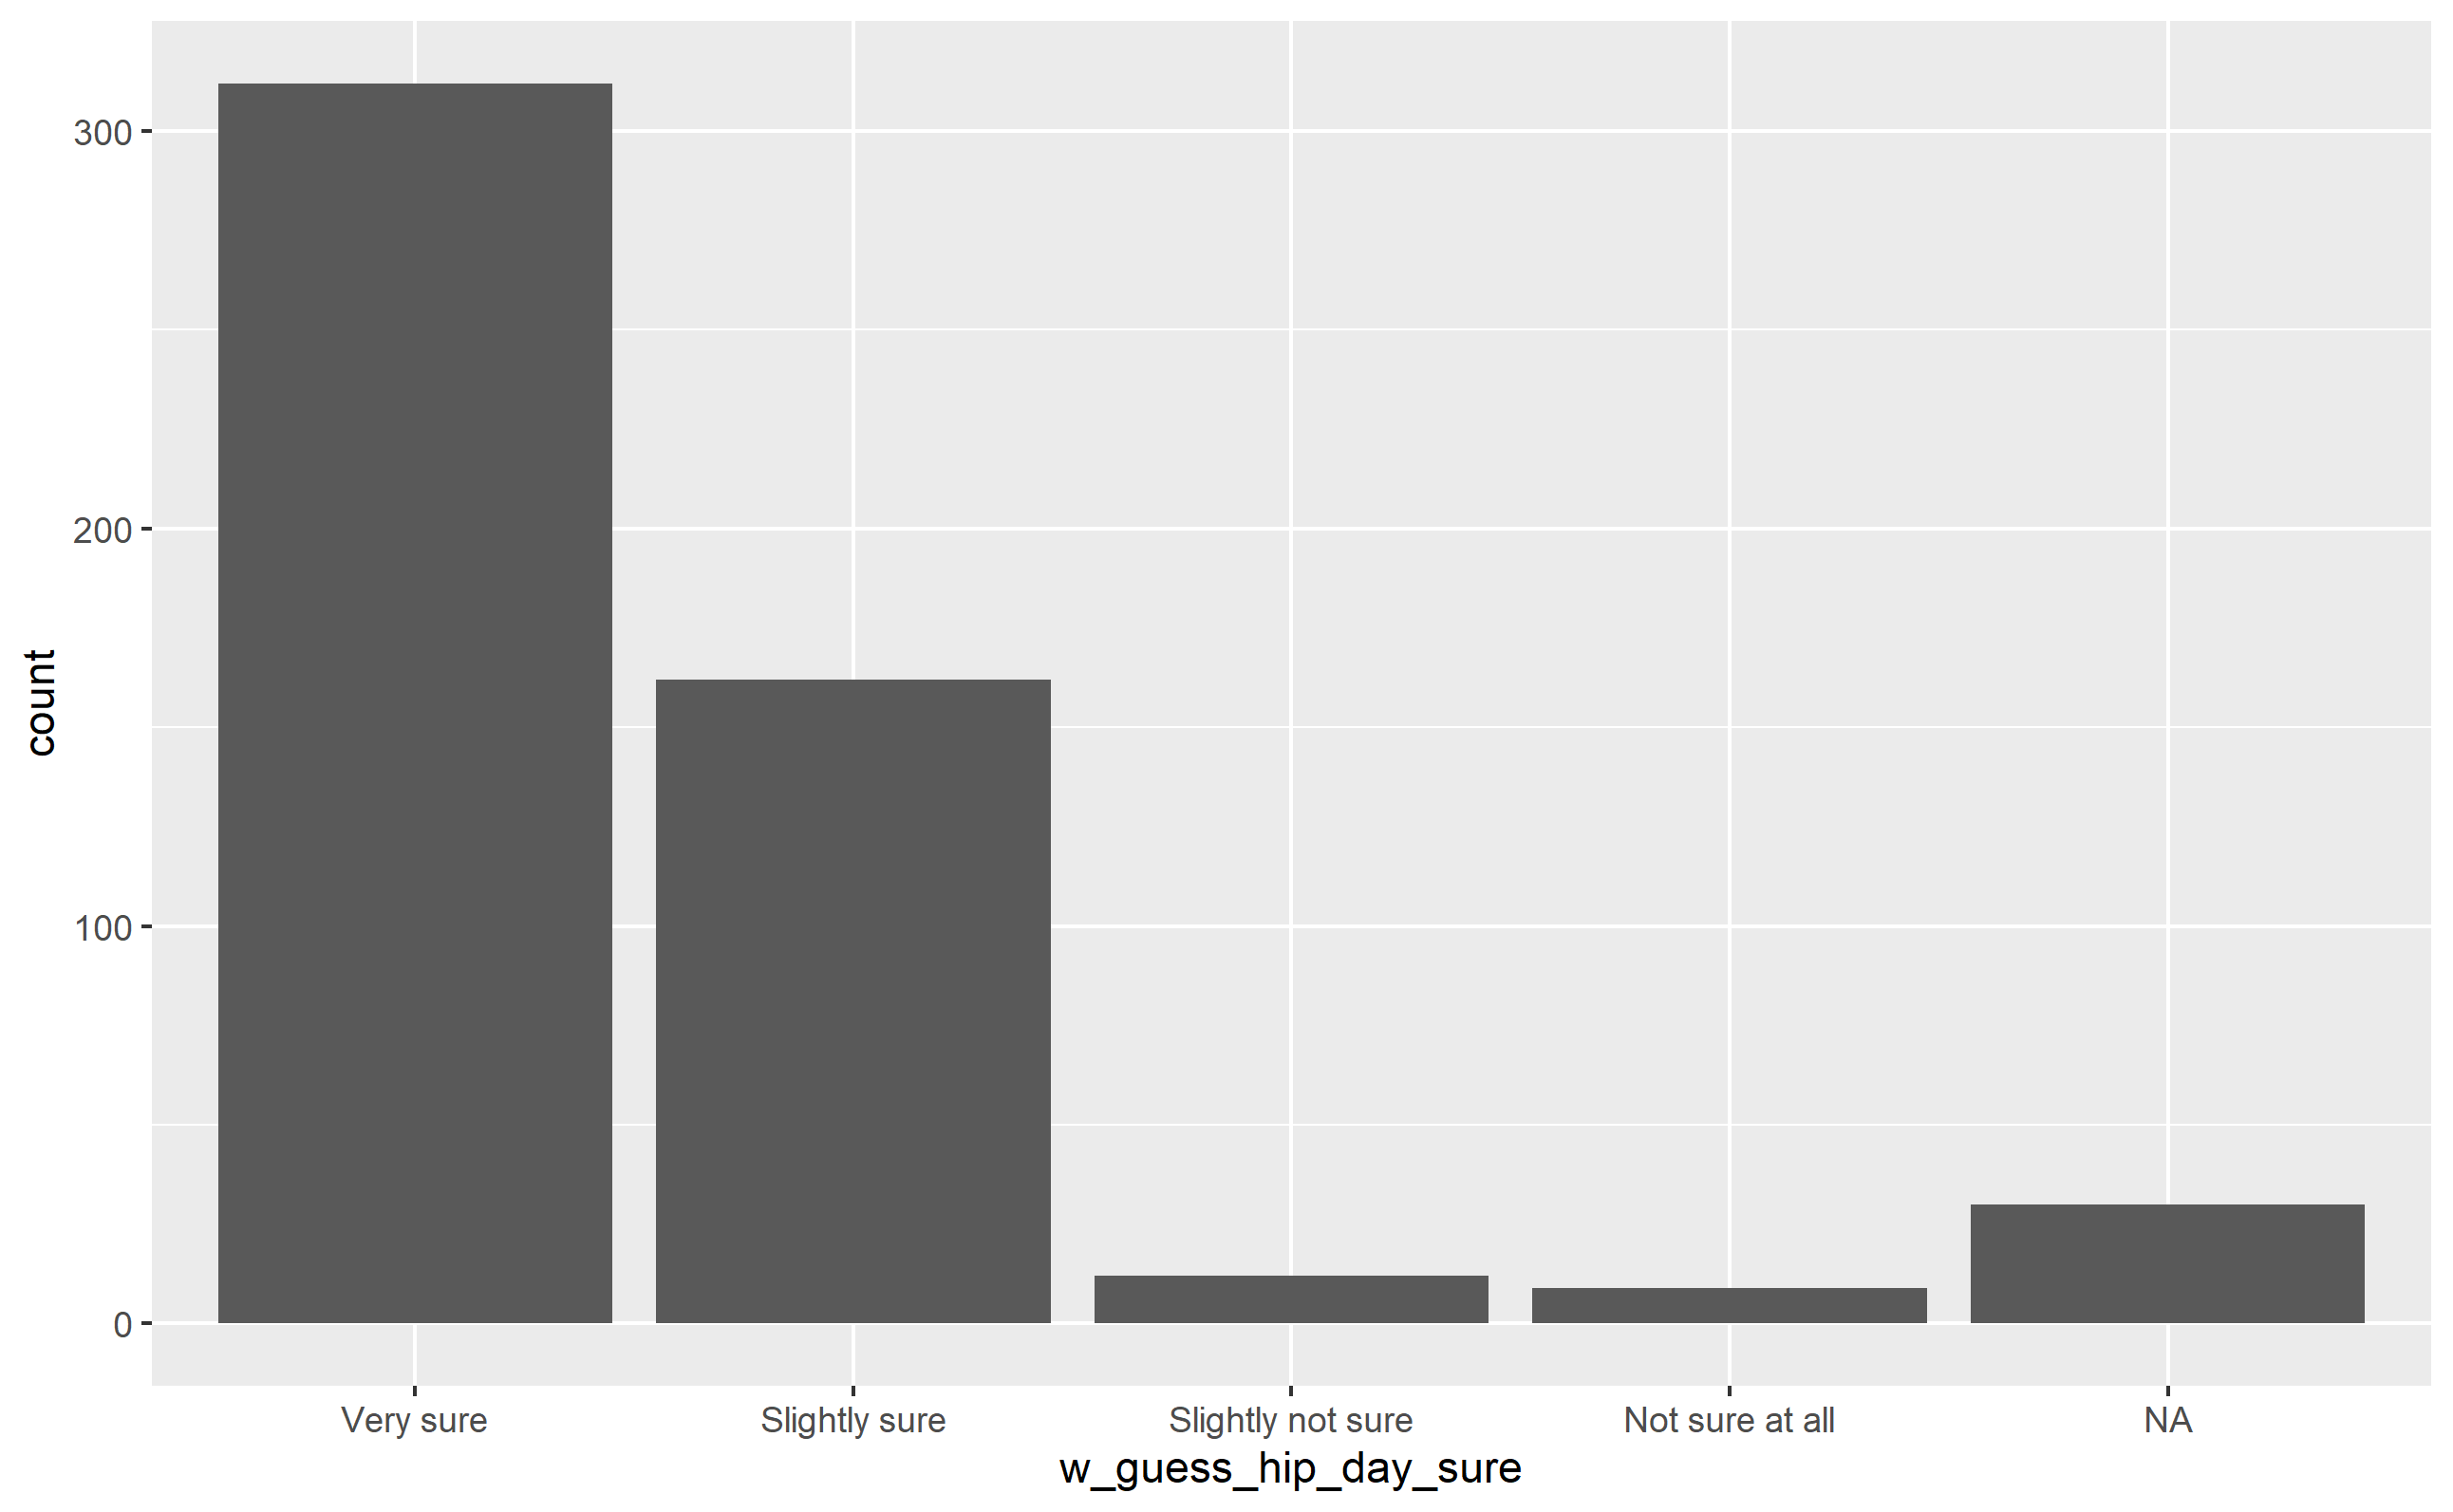 300
200
100
0
count
Very sure
Slightly sure
Slightly not sure
Not sure at all
NA
w_guess_hip_day_sure